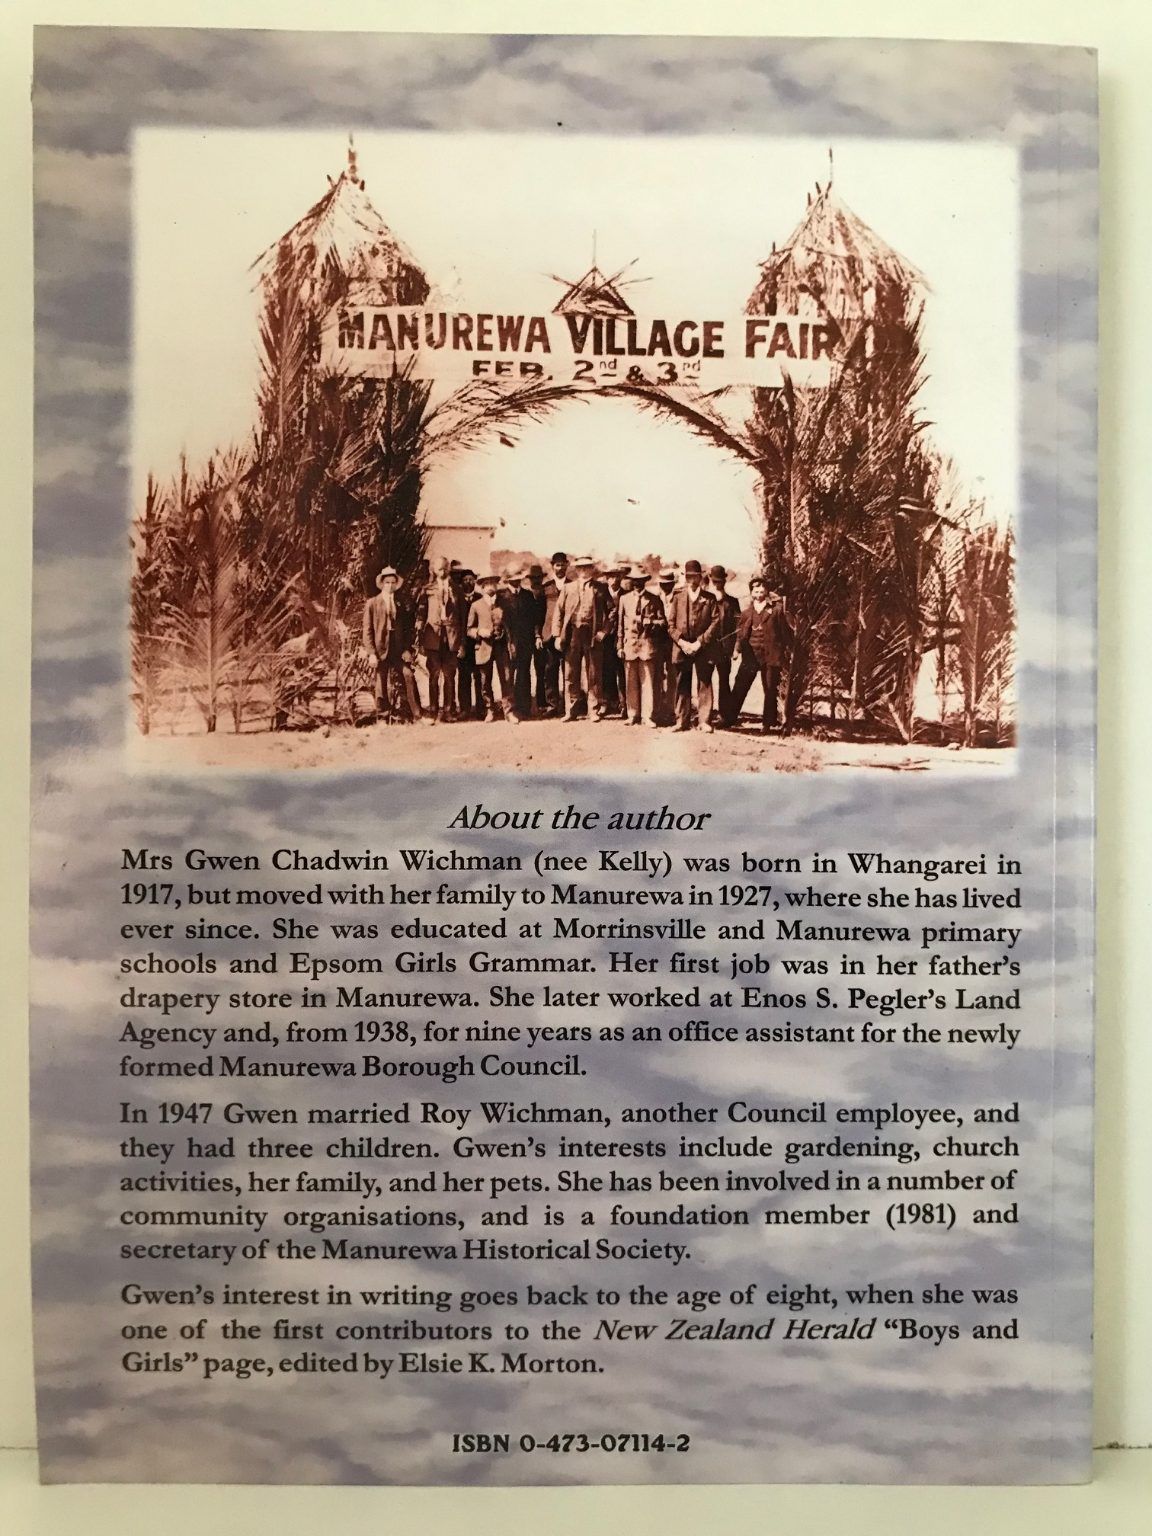 MANUREWA VILLAGE FAIR
FEB. 2nd & 3rd
About the author
Mrs Gwen Chadwin Wichman (nee Kelly) was born in Whangarei in
1917, but moved with her family to Manurewa in 1927, where she has lived
ever since. She was educated at Morrinsville and Manurewa primary
schools and Epsom Girls Grammar. Her first job was in her father's
drapery store in Manurewa. She later worked at Enos S. Pegler's Land
Agency and, from 1938, for nine years as an office assistant for the newly
formed Manurewa Borough Council.
In 1947 Gwen married Roy Wichman, another Council employee, and
they had three children. Gwen's interests include gardening, church
activities, her family, and her pets. She has been involved in a number of
community organisations, and is a foundation member (1981) and
secretary of the Manurewa Historical Society.
Gwen's interest in writing goes back to the age of eight, when she was
one of the first contributors to the New Zealand Herald “Boys and
Girls” page, edited by Elsie K. Morton.
ISBN 0-473-07114-2